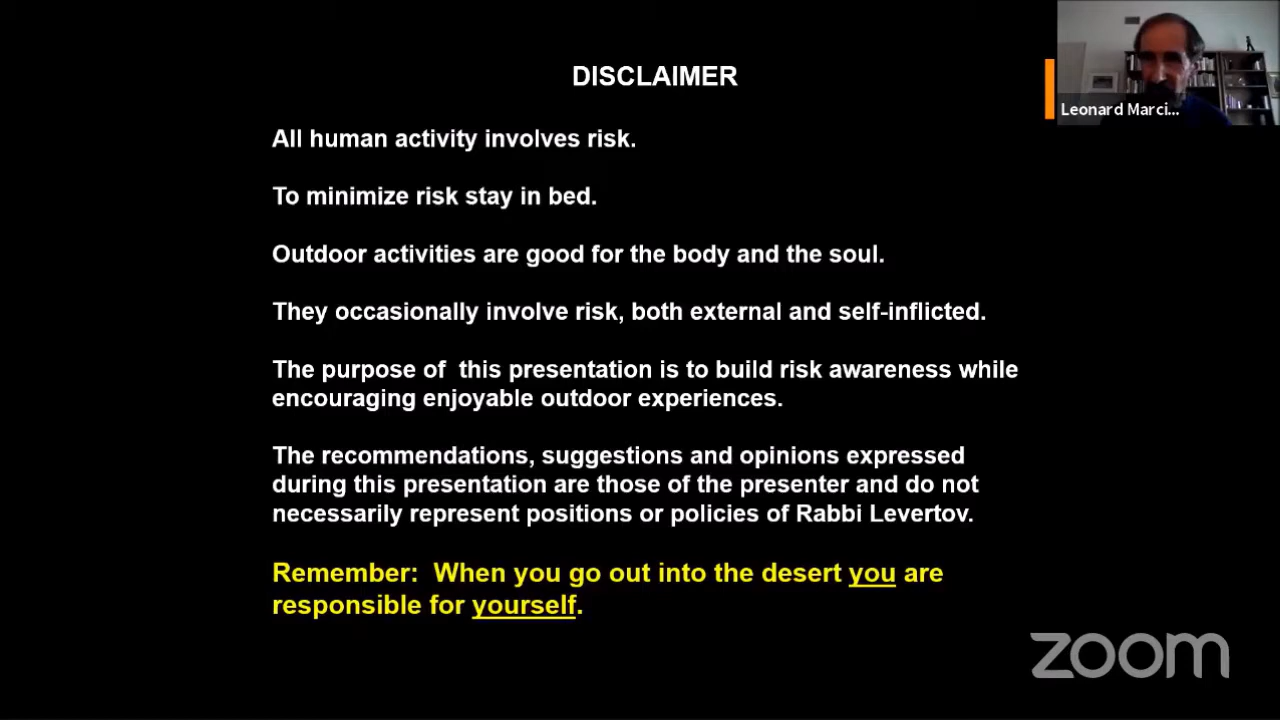 DISCLAIMER
All human activity involves risk.
To minimize risk stay in bed.
Outdoor activities are good for the body and the soul.
They occasionally involve risk, both external and self-inflicted.
The purpose of  this presentation is to build risk awareness while
encouraging enjoyable outdoor experiences.
The recommendations, suggestions and opinions expressed
during this presentation are those of the presenter and do not
necessarily represent positions or policies of Rabbi Levertov.
Remember:  When you go out into the desert you are
responsible for yourself.
Leonard Marci...
zoom